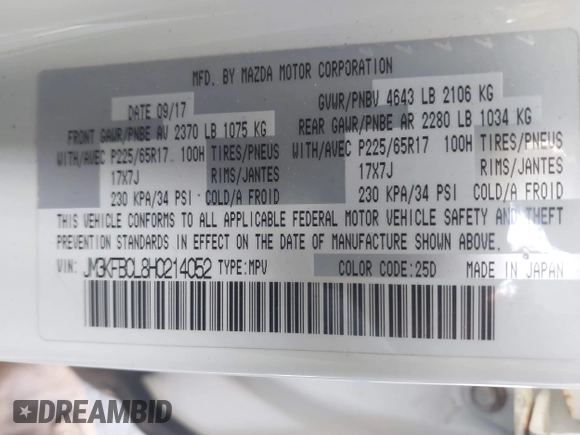 MFD. BY MAZDA MOTOR CORPORATION
DATE 09/17 GVWR/PNBV 4643 LB 2106 KG
FRONT GAWR/PNBE AV 2370 LB 1075 KG REAR GAWR/PNBE AR 2280 LB 1034 KG
WITH/AVEC P225/65R17 100H TIRES/PNEUS WITH/AVEC P225/65R17 100H TIRES/PNEUS
17X7J RIMS/JANTES 17X7J RIMS/JANTES
230 KPA/34 PSI COLD/A FROID 230 KPA/34 PSI COLD/A FROID
THIS VEHICLE CONFORMS TO ALL APPLICABLE FEDERAL MOTOR VEHICLE SAFETY AND THEFT
PREVENTION STANDARDS IN EFFECT ON THE DATE OF MANUFACTURE SHOWN ABOVE.
VIN: JM3KFBCL8H0214052 TYPE:MPV COLOR CODE:25D MADE IN JAPAN
DREAMBID